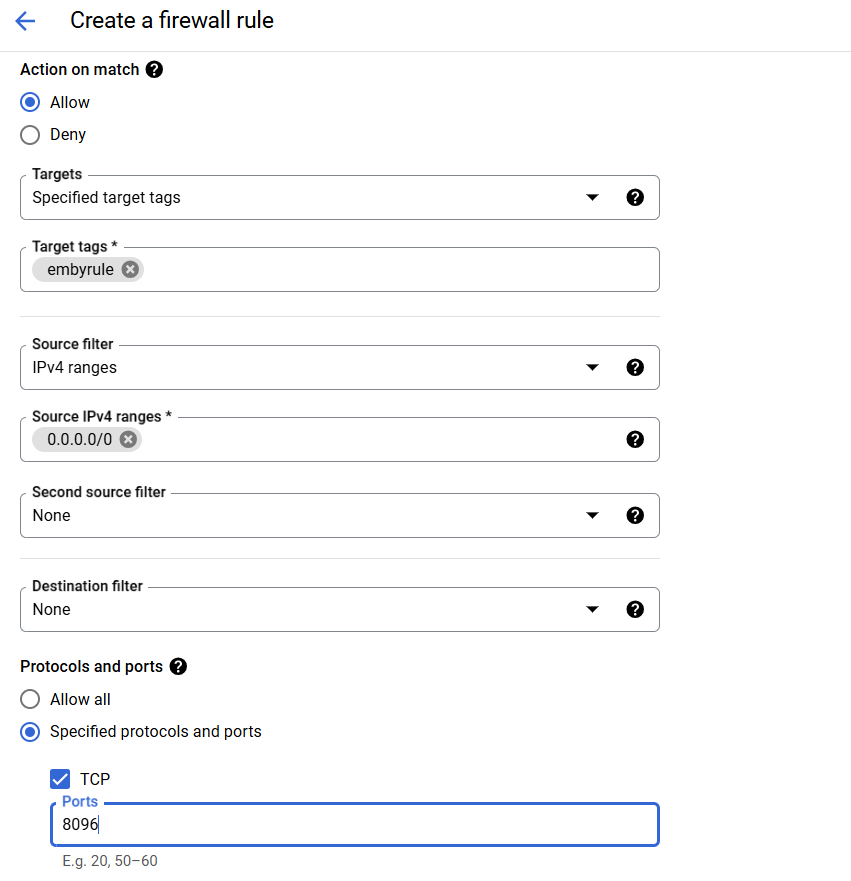 Create a firewall rule
Action on match
Allow
Deny
Targets
Specified target tags
Target tags *
embyrule
Source filter
IPv4 ranges
Source IPv4 ranges *
0.0.0.0/0
Second source filter
None
Destination filter
None
Protocols and ports
Allow all
Specified protocols and ports
TCP
Ports
8096
E.g. 20, 50–60